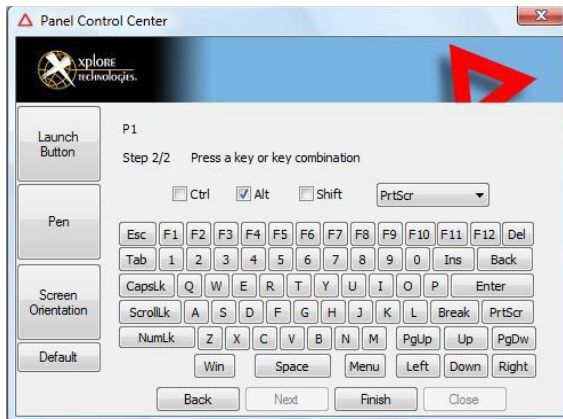 Panel Control Center
xplore
TECHNOLOGIES.
Launch
Button
Pen
Screen
Orientation
Default
P1
Step 2/2 Press a key or key combination
Ctrl Alt Shift PrtScr
Esc F1 F2 F3 F4 F5 F6 F7 F8 F9 F10 F11 F12 Del
Tab 1 2 3 4 5 6 7 8 9 0 Ins Back
CapsLk Q W E R T Y U I O P Enter
ScrollLk A S D F G H J K L Break PrtScr
NumLk Z X C V B N M PgUp Up PgDw
Win Space Menu Left Down Right
Back Next Finish Close